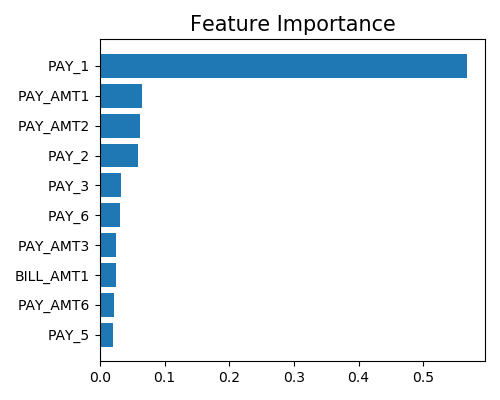 Feature Importance
PAY_1
PAY_AMT1
PAY_AMT2
PAY_2
PAY_3
PAY_6
PAY_AMT3
BILL_AMT1
PAY_AMT6
PAY_5
0.0 0.1 0.2 0.3 0.4 0.5